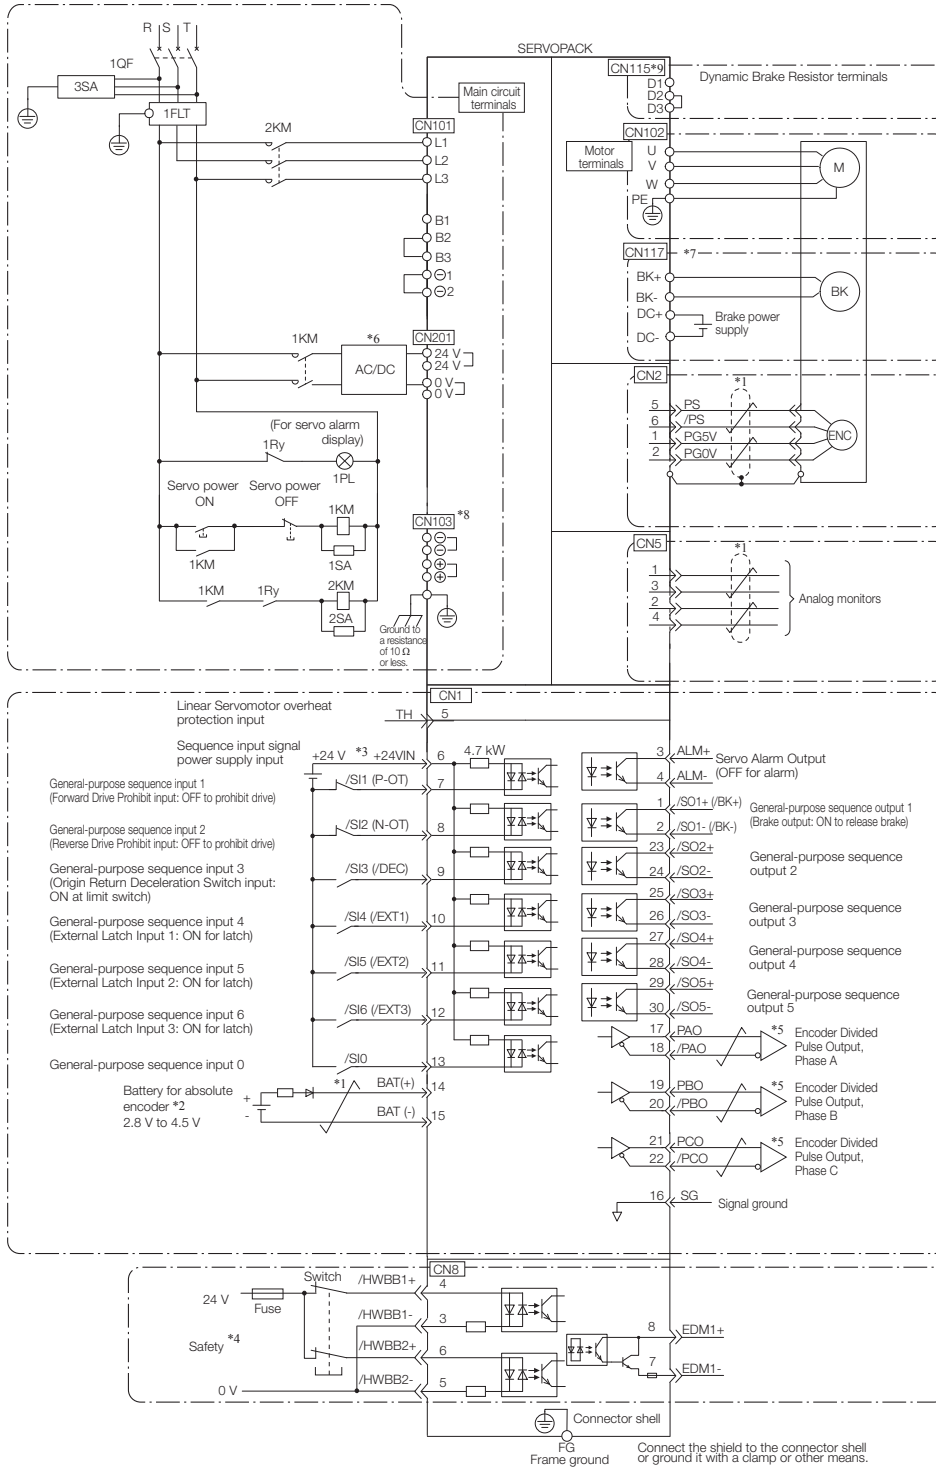 R S T
SERVOPACK
1QF
3SA
1FLT
2KM
Main circuit
terminals
CN101
L1
L2
L3
B1
B2
B3
⊖1
⊖2
CN115*9
D1
D2
D3
Dynamic Brake Resistor terminals
CN102
Motor
terminals
U
V
W
PE
M
CN117 *7
BK+
BK-
DC+
DC-
BK
Brake power
supply
1KM
*6
AC/DC
CN201
24 V
24 V
0 V
0 V
CN2
*1
5 PS
6 /PS
1 PG5V
2 PG0V
ENC
(For servo alarm
display)
1Ry
1PL
Servo power
ON
Servo power
OFF
1KM
1KM
1SA
1KM
1Ry
2KM
2SA
CN103 *8
⊖
⊖
⊕
⊕
Ground to
a resistance
of 10 Ω
or less.
CN5
*1
1
3
2
4
Analog monitors
CN1
Linear Servomotor overheat
protection input
TH 5
Sequence input signal
power supply input
+24 V *3 +24VIN 6 4.7 kW
General-purpose sequence input 1
(Forward Drive Prohibit input: OFF to prohibit drive)
/SI1 (P-OT) 7
General-purpose sequence input 2
(Reverse Drive Prohibit input: OFF to prohibit drive)
/SI2 (N-OT) 8
General-purpose sequence input 3
(Origin Return Deceleration Switch input:
ON at limit switch)
/SI3 (/DEC) 9
General-purpose sequence input 4
(External Latch Input 1: ON for latch)
/SI4 (/EXT1) 10
General-purpose sequence input 5
(External Latch Input 2: ON for latch)
/SI5 (/EXT2) 11
General-purpose sequence input 6
(External Latch Input 3: ON for latch)
/SI6 (/EXT3) 12
General-purpose sequence input 0
/SI0 13
Battery for absolute
encoder *2
2.8 V to 4.5 V
+
-
*1
BAT(+) 14
BAT (-) 15
3 ALM+
4 ALM-
Servo Alarm Output
(OFF for alarm)
1 /SO1+ (/BK+)
2 /SO1- (/BK-)
General-purpose sequence output 1
(Brake output: ON to release brake)
23 /SO2+
24 /SO2-
General-purpose sequence
output 2
25 /SO3+
26 /SO3-
General-purpose sequence
output 3
27 /SO4+
28 /SO4-
General-purpose sequence
output 4
29 /SO5+
30 /SO5-
General-purpose sequence
output 5
17 PAO
18 /PAO
*5
Encoder Divided
Pulse Output,
Phase A
19 PBO
20 /PBO
*5
Encoder Divided
Pulse Output,
Phase B
21 PCO
22 /PCO
*5
Encoder Divided
Pulse Output,
Phase C
16 SG
Signal ground
CN8
Switch
24 V
Fuse
Safety *4
0 V
/HWBB1+ 4
/HWBB1- 3
/HWBB2+ 6
/HWBB2- 5
8 EDM1+
7 EDM1-
Connector shell
FG
Frame ground
Connect the shield to the connector shell
or ground it with a clamp or other means.